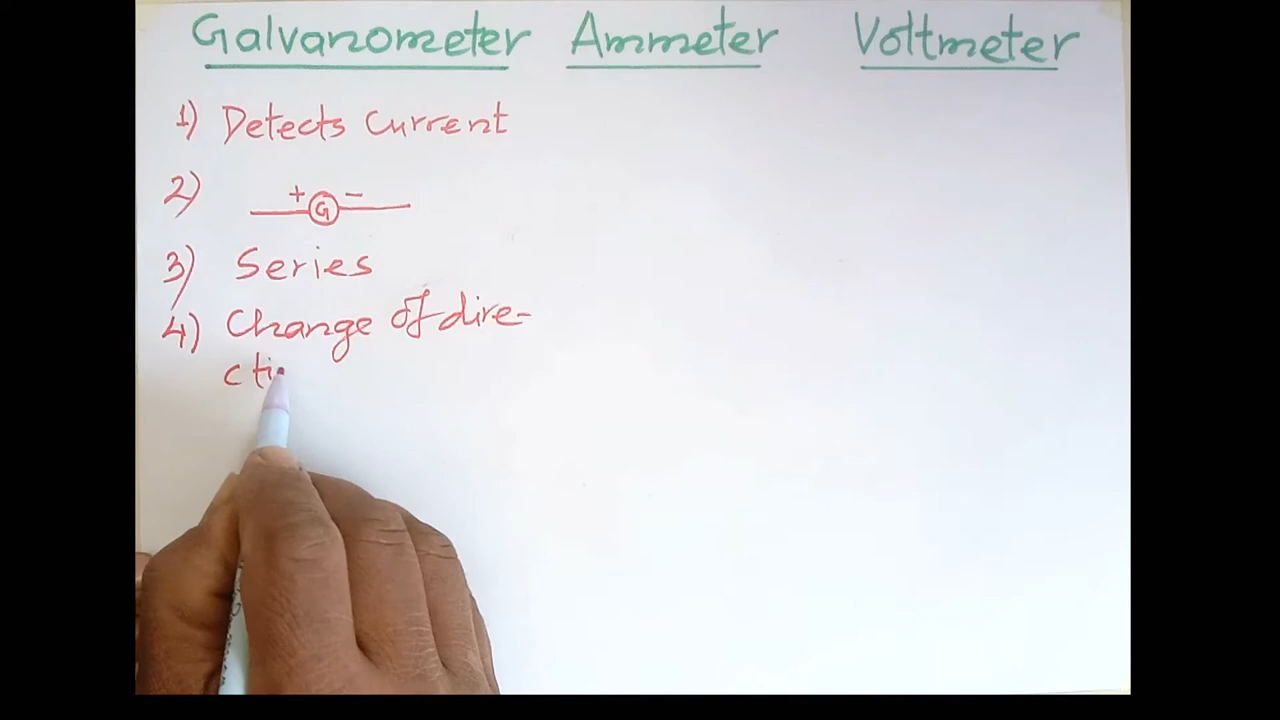 Galvanometer Ammeter Voltmeter
1) Detects Current
2) + G -
3) Series
4) Change of dire-
cti